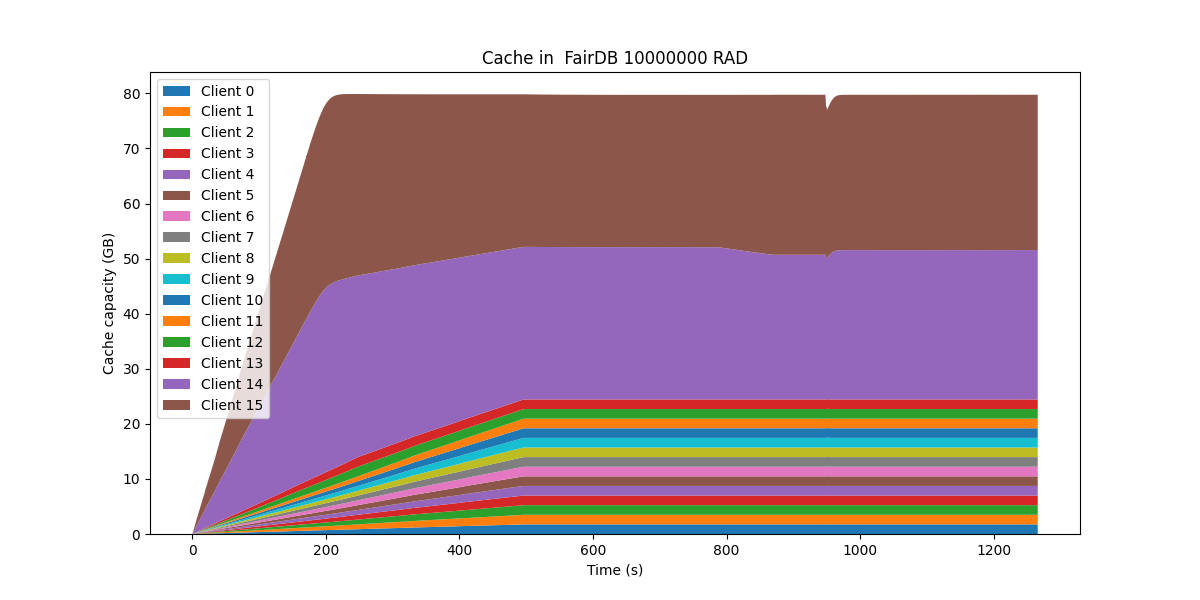 Cache in  FairDB 10000000 RAD
Cache capacity (GB)
80
70
60
50
40
30
20
10
0
Client 0
Client 1
Client 2
Client 3
Client 4
Client 5
Client 6
Client 7
Client 8
Client 9
Client 10
Client 11
Client 12
Client 13
Client 14
Client 15
0 200 400 600 800 1000 1200
Time (s)